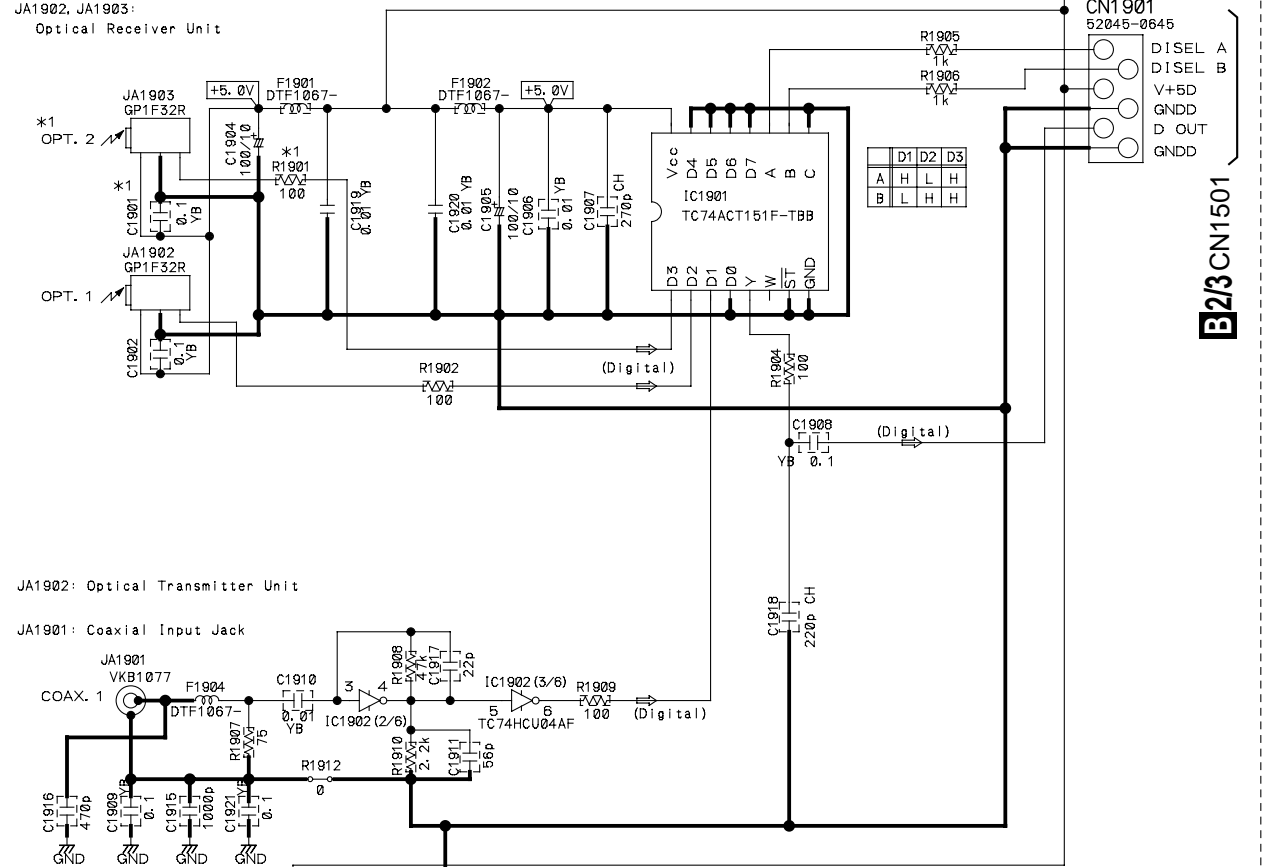 JA1902, JA1903:
Optical Receiver Unit
CN1901
52045-0645
R1905
1k
R1906
1k
DISEL A
DISEL B
V+5D
GNDD
D OUT
GNDD
JA1903
GP1F32R
*1
OPT. 2
+5. 0V
F1901
DTF1067-
F1902
DTF1067-
+5. 0V
C1904
100/10
*1
R1901
100
*1
C1901
0. 1
YB
C1919
0. 01 YB
C1920
0. 01 YB
C1905
100/10
C1906
0. 01 YB
C1907
270p CH
Vcc D4 D5 D6 D7 A B C
IC1901
TC74ACT151F-TBB
D3 D2 D1 D0 Y W ST GND
D1 D2 D3
A H L H
B L H H
B 2/3 CN1501
JA1902
GP1F32R
OPT. 1
C1902
0. 1
YB
(Digital)
R1902
100
R1904
100
C1908
YB 0. 1
(Digital)
JA1902: Optical Transmitter Unit
JA1901: Coaxial Input Jack
C1918
220p CH
JA1901
VKB1077
COAX. 1
F1904
DTF1067-
C1910
0. 01
YB
R1907
75
3 4
IC1902 (2/6)
R1908
47k
C1917
22p
IC1902 (3/6)
5 6
TC74HCU04AF
R1909
100
(Digital)
R1910
2. 2k
C1911
56p
R1912
0
C1916
470p
C1909
0. 1
YB
C1915
1000p
C1921
0. 1
YB
GND GND GND GND